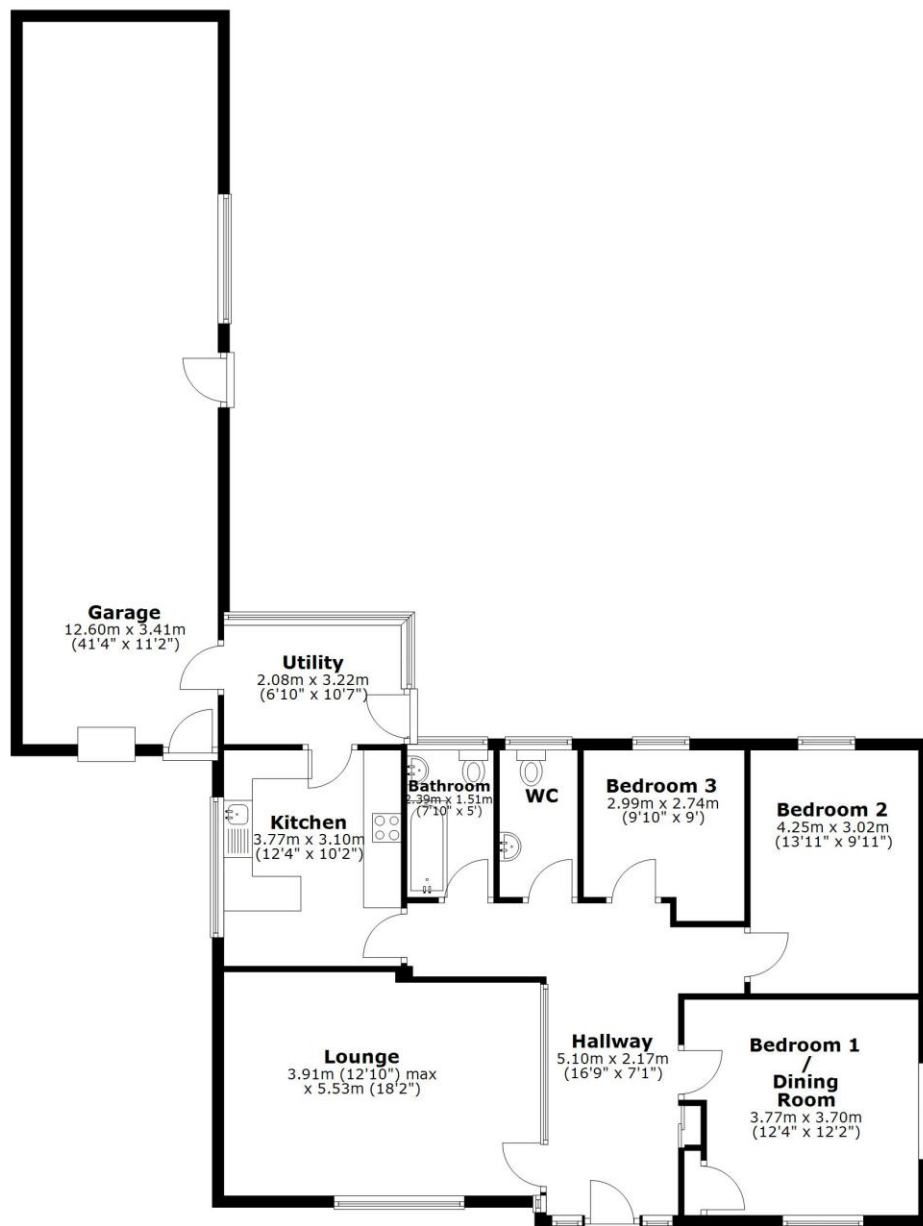 Garage
12.60m x 3.41m
(41'4" x 11'2")
Utility
2.08m x 3.22m
(6'10" x 10'7")
Kitchen
3.77m x 3.10m
(12'4" x 10'2")
Bathroom
2.39m x 1.51m
(7'10" x 5')
WC
Bedroom 3
2.99m x 2.74m
(9'10" x 9')
Bedroom 2
4.25m x 3.02m
(13'11" x 9'11")
Lounge
3.91m (12'10") max
x 5.53m (18'2")
Hallway
5.10m x 2.17m
(16'9" x 7'1")
Bedroom 1
/
Dining
Room
3.77m x 3.70m
(12'4" x 12'2")